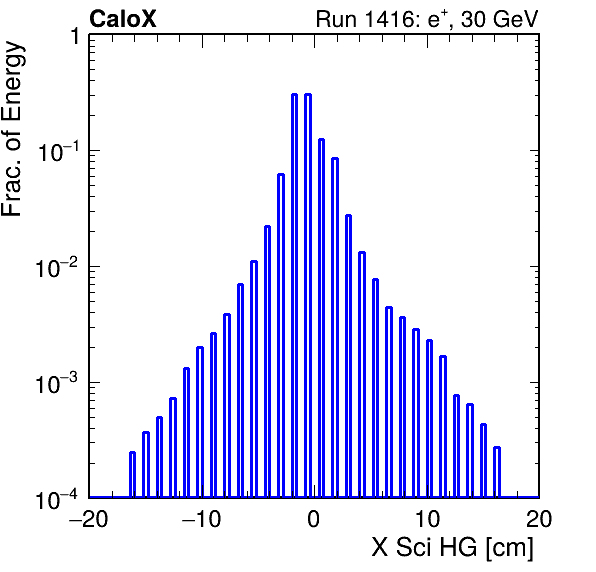 CaloX Run 1416: e⁺, 30 GeV
Frac. of Energy
1
10⁻¹
10⁻²
10⁻³
10⁻⁴
−20 −10 0 10 20
X Sci HG [cm]